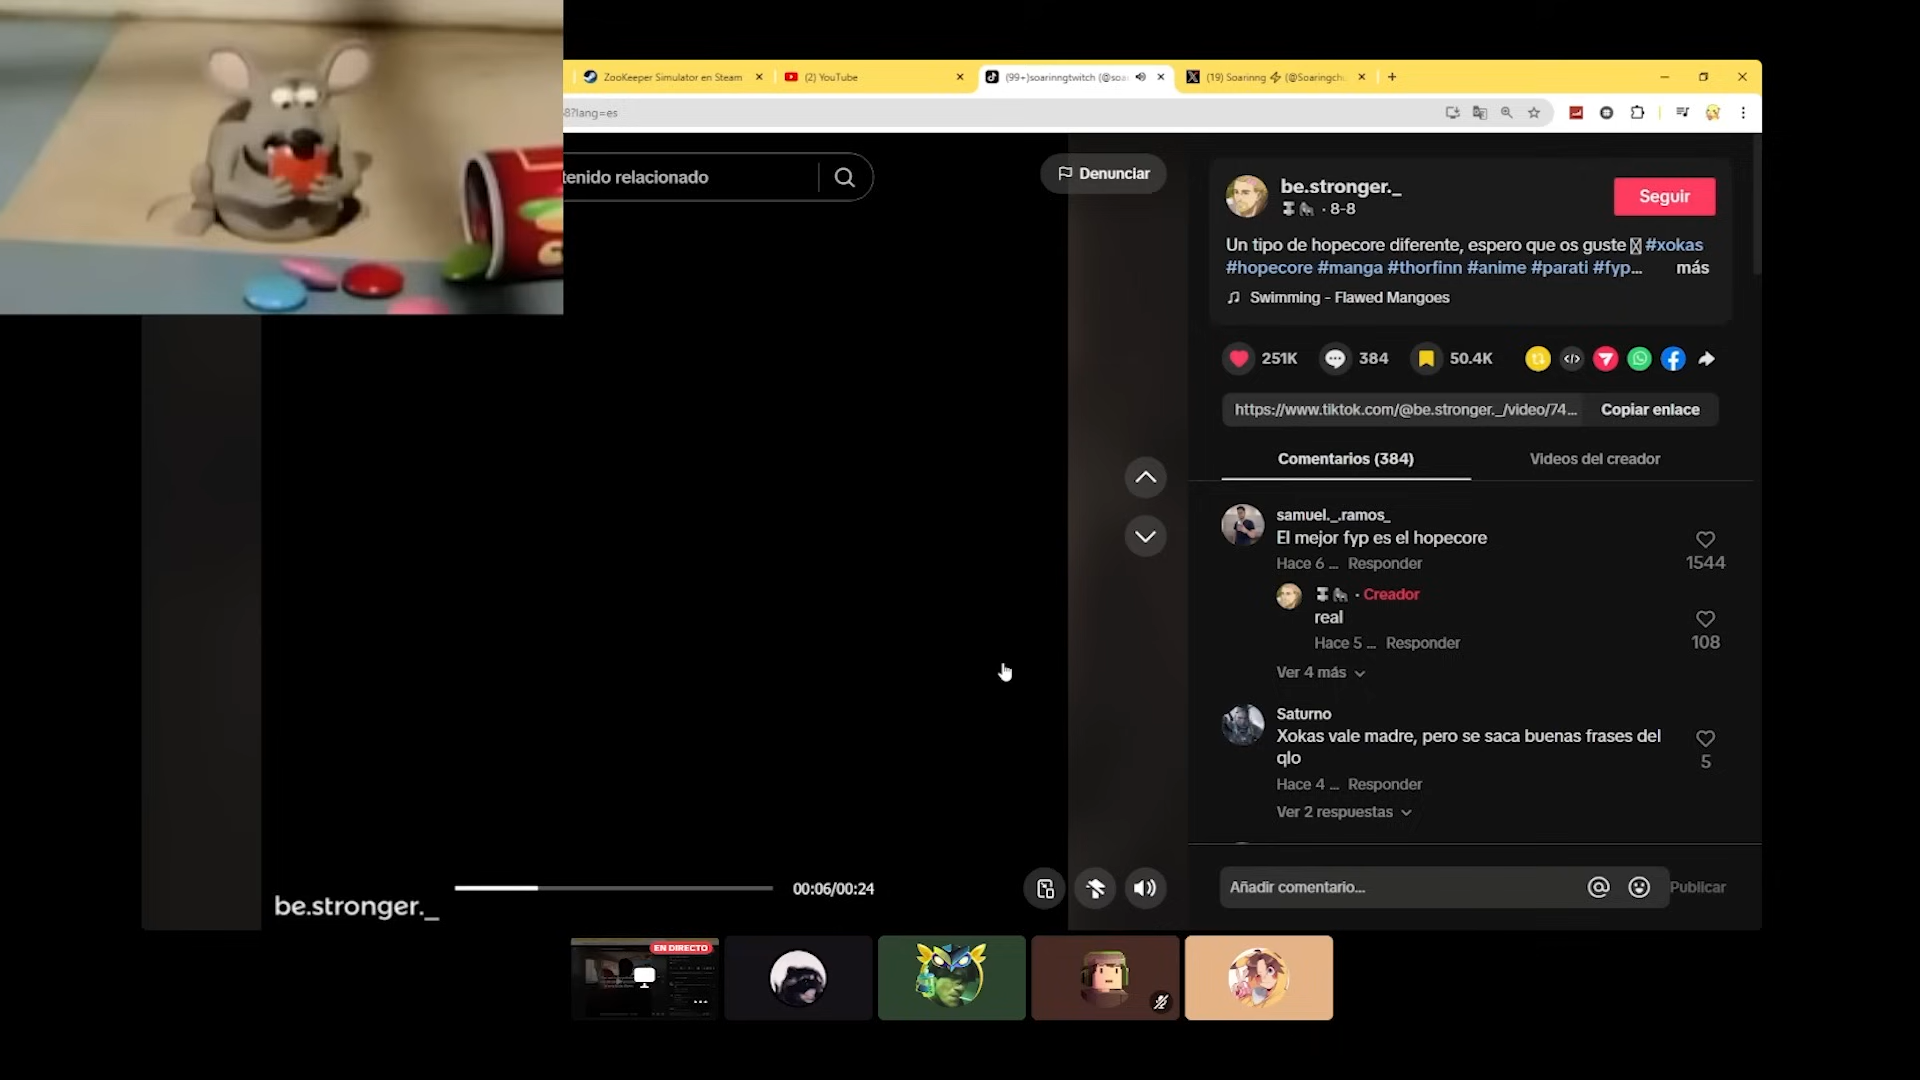 ZooKeeper Simulator en Steam
(2) YouTube
(99+)soarinngtwitch (@soa
(19) Soarinng ⚡ (@Soaringch
8?lang=es
tenido relacionado
Denunciar
be.stronger._
· 8-8
Seguir
Un tipo de hopecore diferente, espero que os guste #xokas
#hopecore #manga #thorfinn #anime #parati #fyp...
más
Swimming - Flawed Mangoes
251K
384
50.4K
https://www.tiktok.com/@be.stronger._/video/74...
Copiar enlace
Comentarios (384)
Videos del creador
samuel._.ramos_
El mejor fyp es el hopecore
Hace 6 ... Responder
1544
· Creador
real
Hace 5 ... Responder
108
Ver 4 más
Saturno
Xokas vale madre, pero se saca buenas frases del
qlo
5
Hace 4 ... Responder
Ver 2 respuestas
Añadir comentario...
Publicar
00:06/00:24
be.stronger._
EN DIRECTO